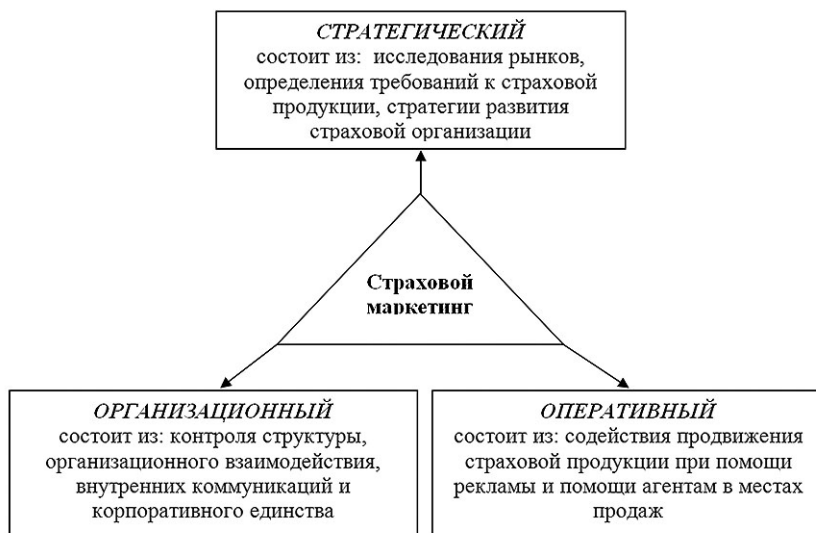 СТРАТЕГИЧЕСКИЙ
состоит из: исследования рынков,
определения требований к страховой
продукции, стратегии развития
страховой организации
Страховой
маркетинг
ОРГАНИЗАЦИОННЫЙ
состоит из: контроля структуры,
организационного взаимодействия,
внутренних коммуникаций и
корпоративного единства
ОПЕРАТИВНЫЙ
состоит из: содействия продвижения
страховой продукции при помощи
рекламы и помощи агентам в местах
продаж